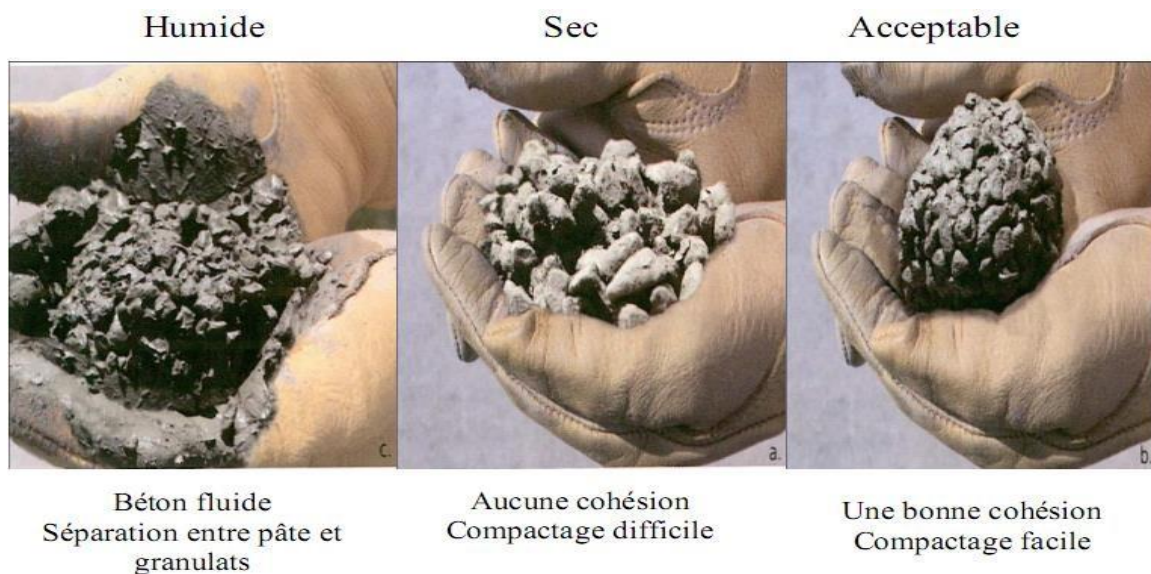 Humide
Sec
Acceptable
c.
a.
b.
Béton fluide
Séparation entre pâte et
granulats
Aucune cohésion
Compactage difficile
Une bonne cohésion
Compactage facile